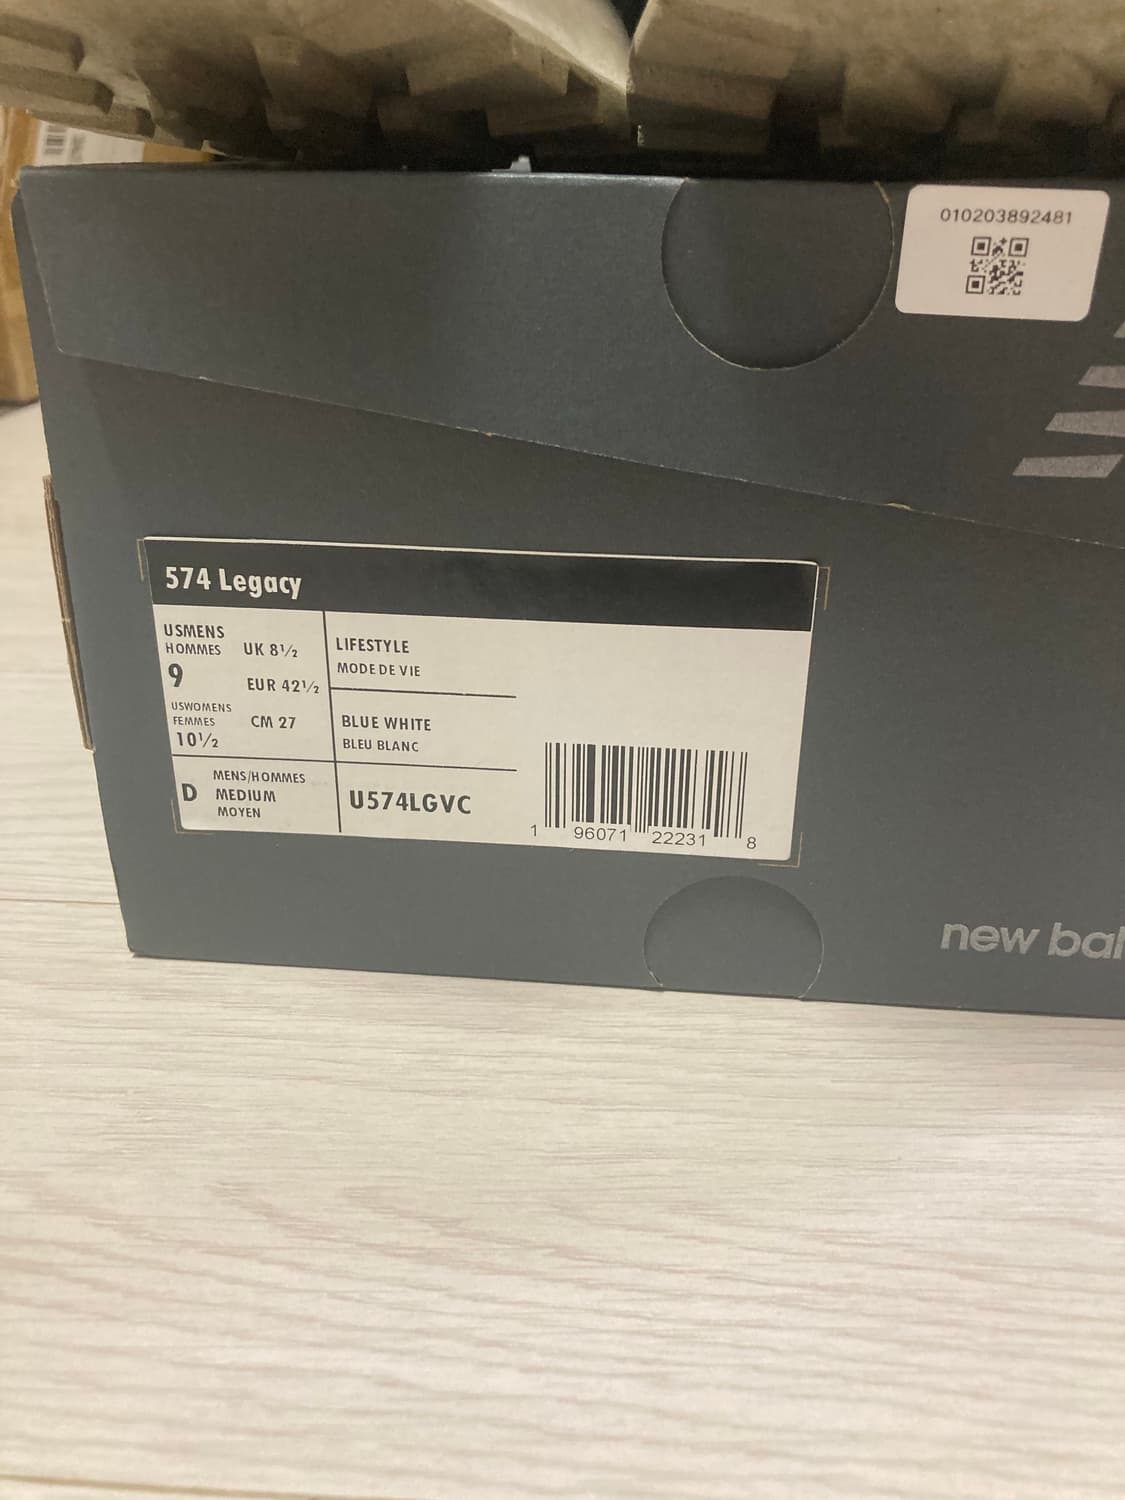 010203892481
574 Legacy
USMENS
HOMMES
9
UK 8½
EUR 42½
USWOMENS
FEMMES
10½
CM 27
LIFESTYLE
MODE DE VIE
BLUE WHITE
BLEU BLANC
D
MENS/HOMMES
MEDIUM
MOYEN
U574LGVC
1 96071 22231 8
new bal